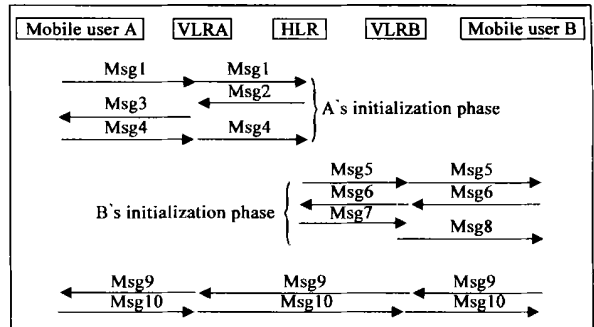 Mobile user A VLRA HLR VLRB Mobile user B
Msg1 Msg1
Msg2
Msg3
Msg4 Msg4
A`s initialization phase
Msg5 Msg5
Msg6 Msg6
Msg7
Msg8
B`s initialization phase
Msg9 Msg9 Msg9
Msg10 Msg10 Msg10